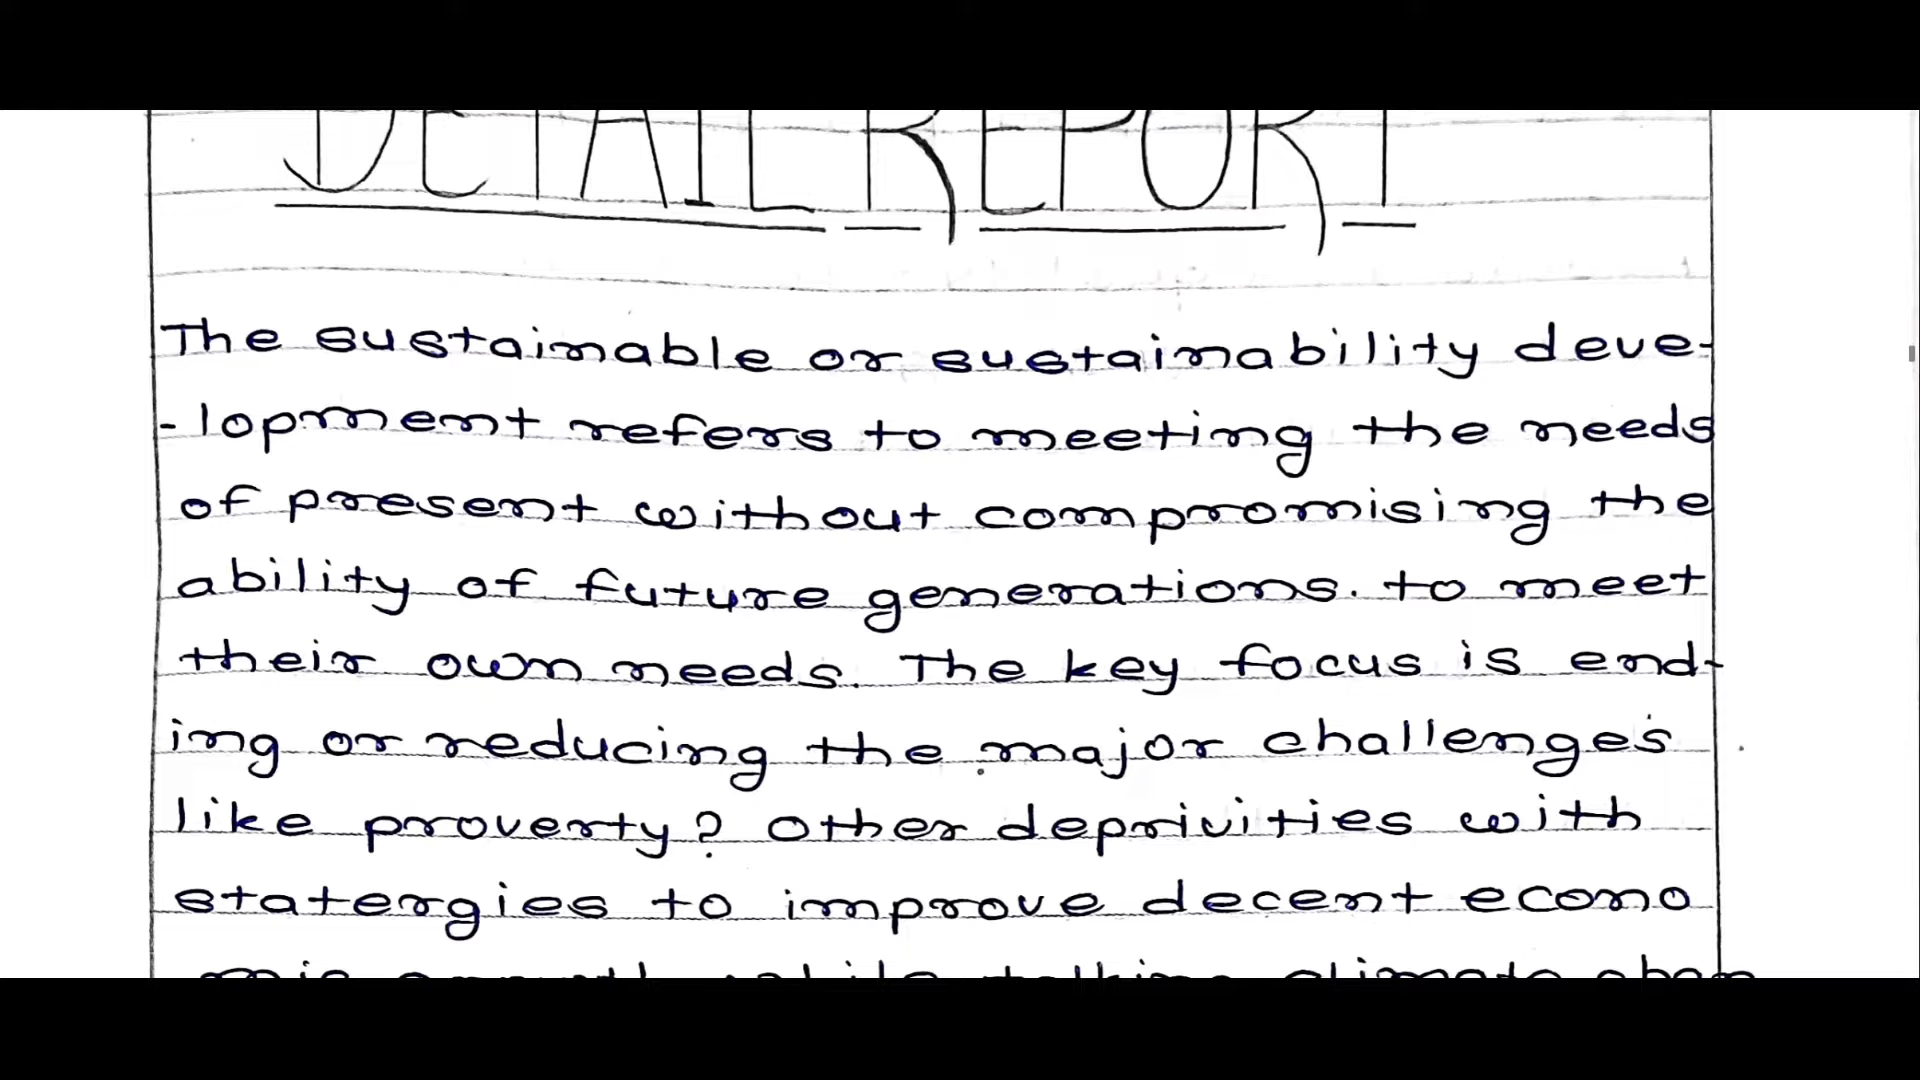 DETAIL REPORT
The sustainable or sustainability deve-
-lopment refers to meeting the needs
of present without compromising the
ability of future generations. to meet
their own needs. The key focus is end-
ing or reducing the major challenges
like proverty? Other deprivities with
statergies to improve decent econo